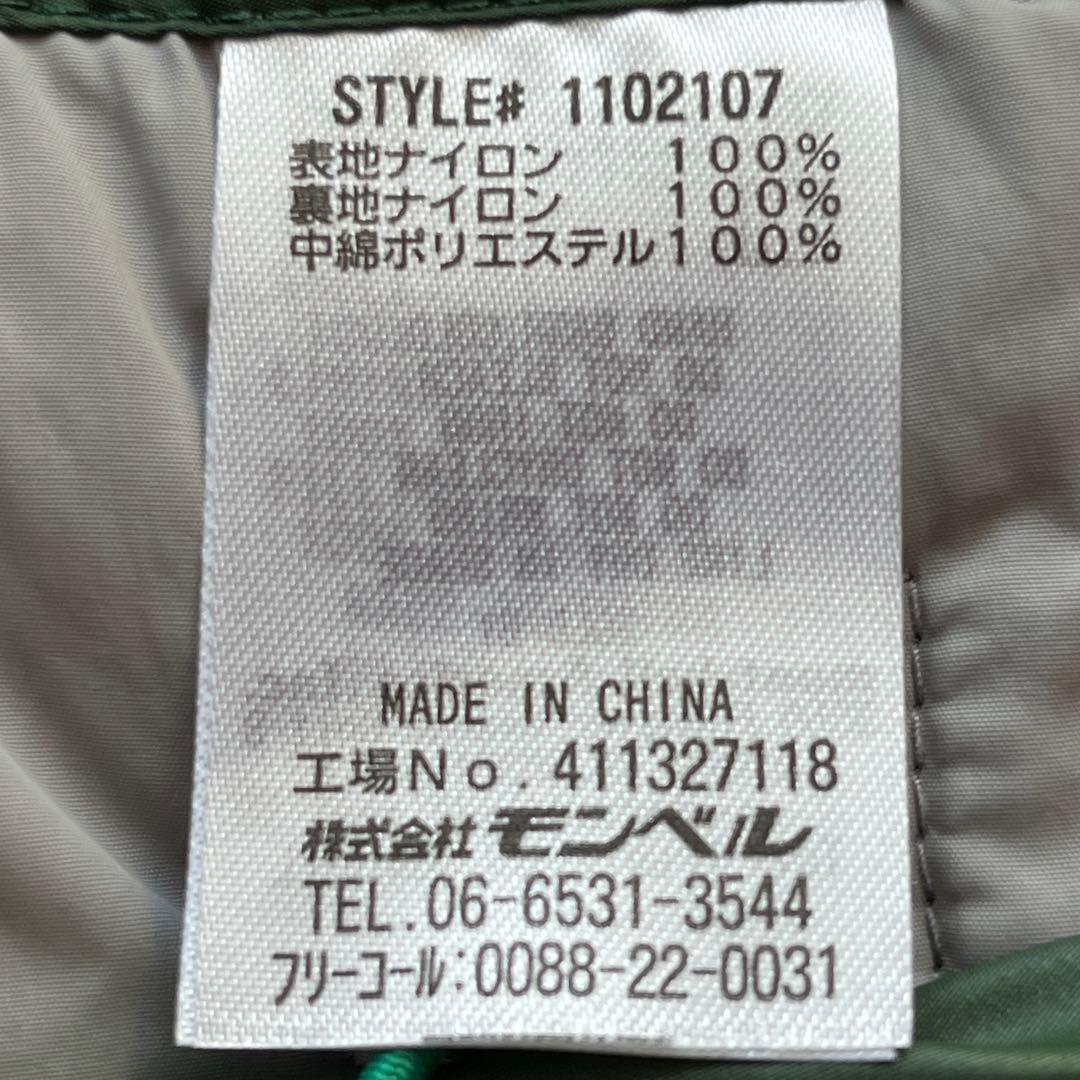 STYLE# 1102107
表地ナイロン　　１００％
裏地ナイロン　　１００％
中綿ポリエステル１００％
MADE IN CHINA
工場Ｎｏ．411327118
株式会社モンベル
TEL.06-6531-3544
フリーコール:0088-22-0031